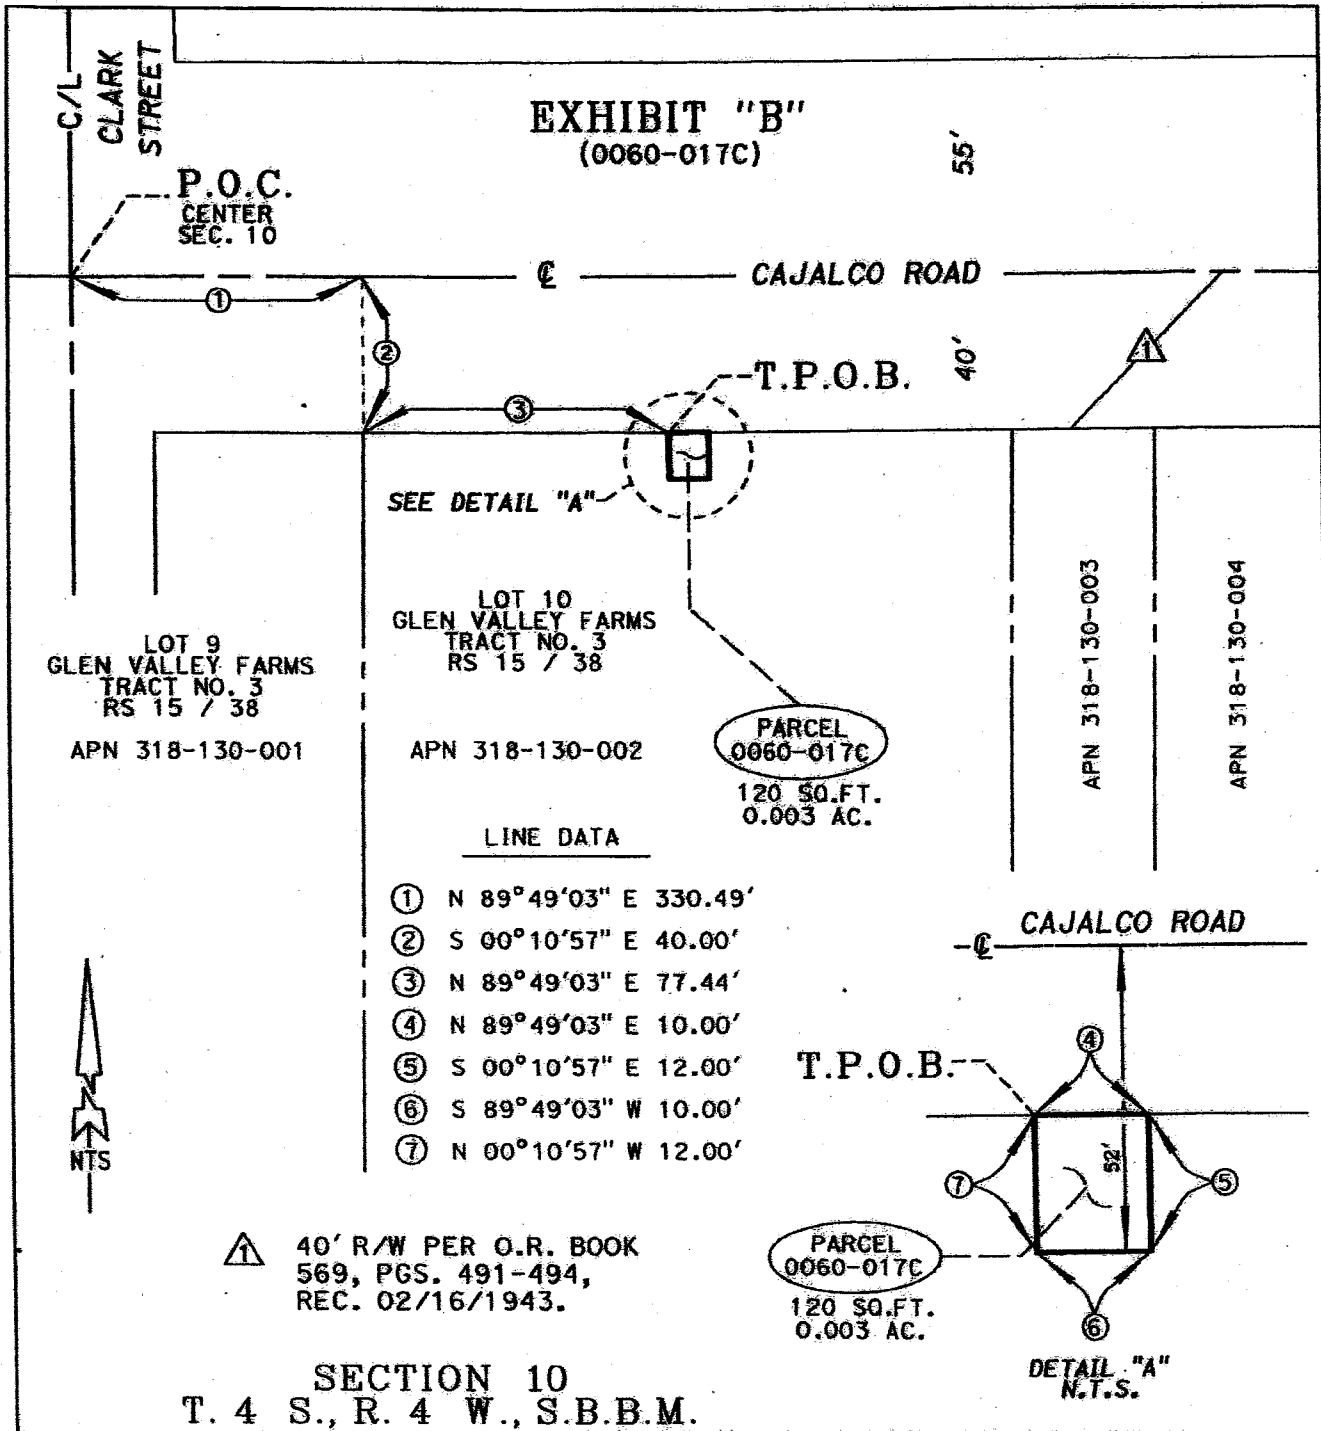 C/L
CLARK
STREET
EXHIBIT "B"
(0060-017C)
55'
P.O.C.
CENTER
SEC. 10
℄
CAJALCO ROAD
1
2
3
40'
1
T.P.O.B.
SEE DETAIL "A"
LOT 9
GLEN VALLEY FARMS
TRACT NO. 3
RS 15 / 38
APN 318-130-001
LOT 10
GLEN VALLEY FARMS
TRACT NO. 3
RS 15 / 38
APN 318-130-002
PARCEL
0060-017C
120 SQ.FT.
0.003 AC.
APN 318-130-003
APN 318-130-004
LINE DATA
1 N 89°49'03" E 330.49'
2 S 00°10'57" E 40.00'
3 N 89°49'03" E 77.44'
4 N 89°49'03" E 10.00'
5 S 00°10'57" E 12.00'
6 S 89°49'03" W 10.00'
7 N 00°10'57" W 12.00'
N
NTS
1 40' R/W PER O.R. BOOK
569, PGS. 491-494,
REC. 02/16/1943.
SECTION 10
T. 4 S., R. 4 W., S.B.B.M.
CAJALCO ROAD
℄
T.P.O.B.
4
52'
7
5
PARCEL
0060-017C
120 SQ.FT.
0.003 AC.
6
DETAIL "A"
N.T.S.